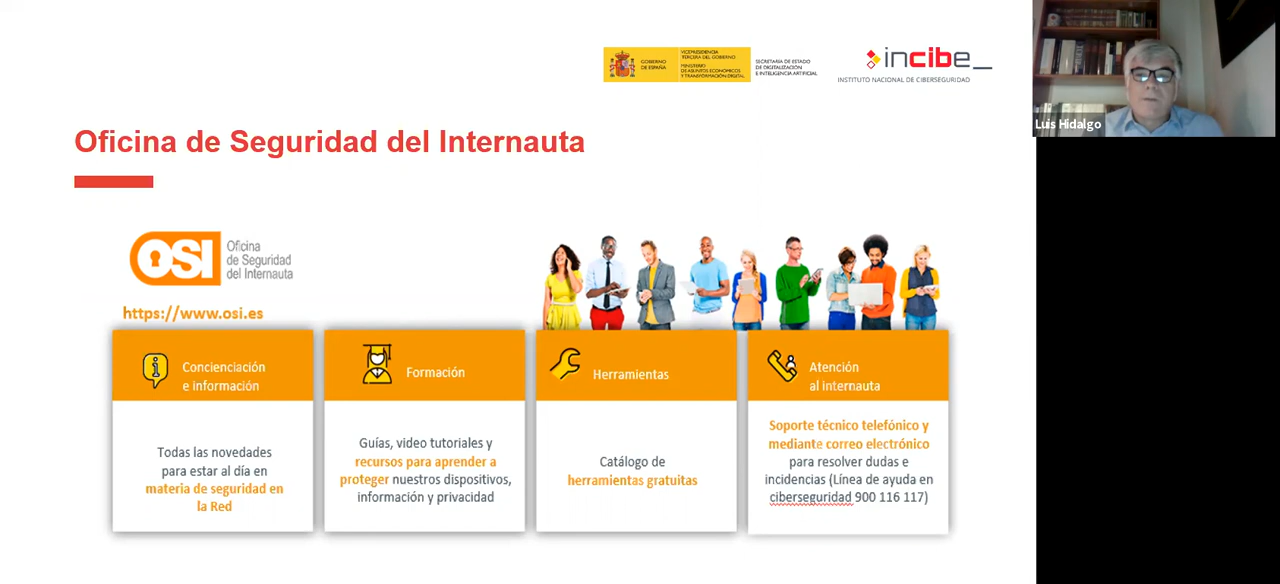 GOBIERNO
DE ESPAÑA
VICEPRESIDENCIA
TERCERA DEL GOBIERNO
MINISTERIO
DE ASUNTOS ECONÓMICOS
Y TRANSFORMACIÓN DIGITAL
SECRETARÍA DE ESTADO
DE DIGITALIZACIÓN
E INTELIGENCIA ARTIFICIAL
incibe_
INSTITUTO NACIONAL DE CIBERSEGURIDAD
Luis Hidalgo
Oficina de Seguridad del Internauta
OSI
Oficina
de Seguridad
del Internauta
https://www.osi.es
Concienciación
e información
Todas las novedades
para estar al día en
materia de seguridad en
la Red
Formación
Guías, video tutoriales y
recursos para aprender a
proteger nuestros dispositivos,
información y privacidad
Herramientas
Catálogo de
herramientas gratuitas
Atención
al internauta
Soporte técnico telefónico y
mediante correo electrónico
para resolver dudas e
incidencias (Línea de ayuda en
ciberseguridad 900 116 117)